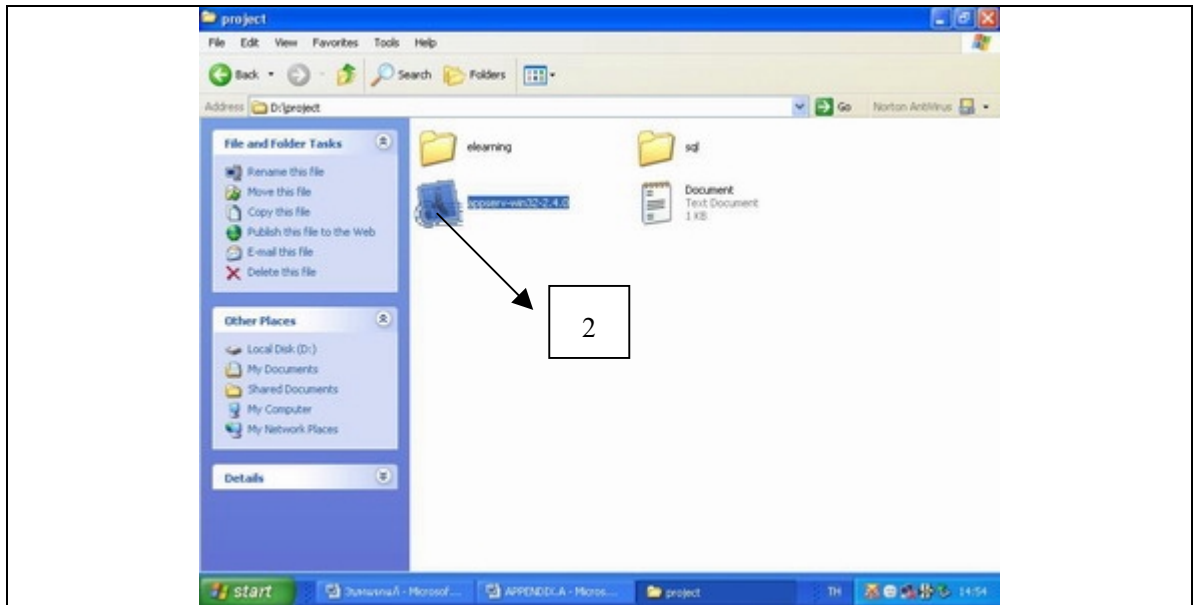 project
File Edit View Favorites Tools Help
Back Search Folders
Address D:\project Go Norton AntiVirus
File and Folder Tasks
Rename this file
Move this file
Copy this file
Publish this file to the Web
E-mail this file
Delete this file
Other Places
Local Disk (D:)
My Documents
Shared Documents
My Computer
My Network Places
Details
elearning
sql
appserv-win32-2.4.0
Document
Text Document
1 KB
2
start - Microsof... APPENDIX.A - Micros... project TH 14:54